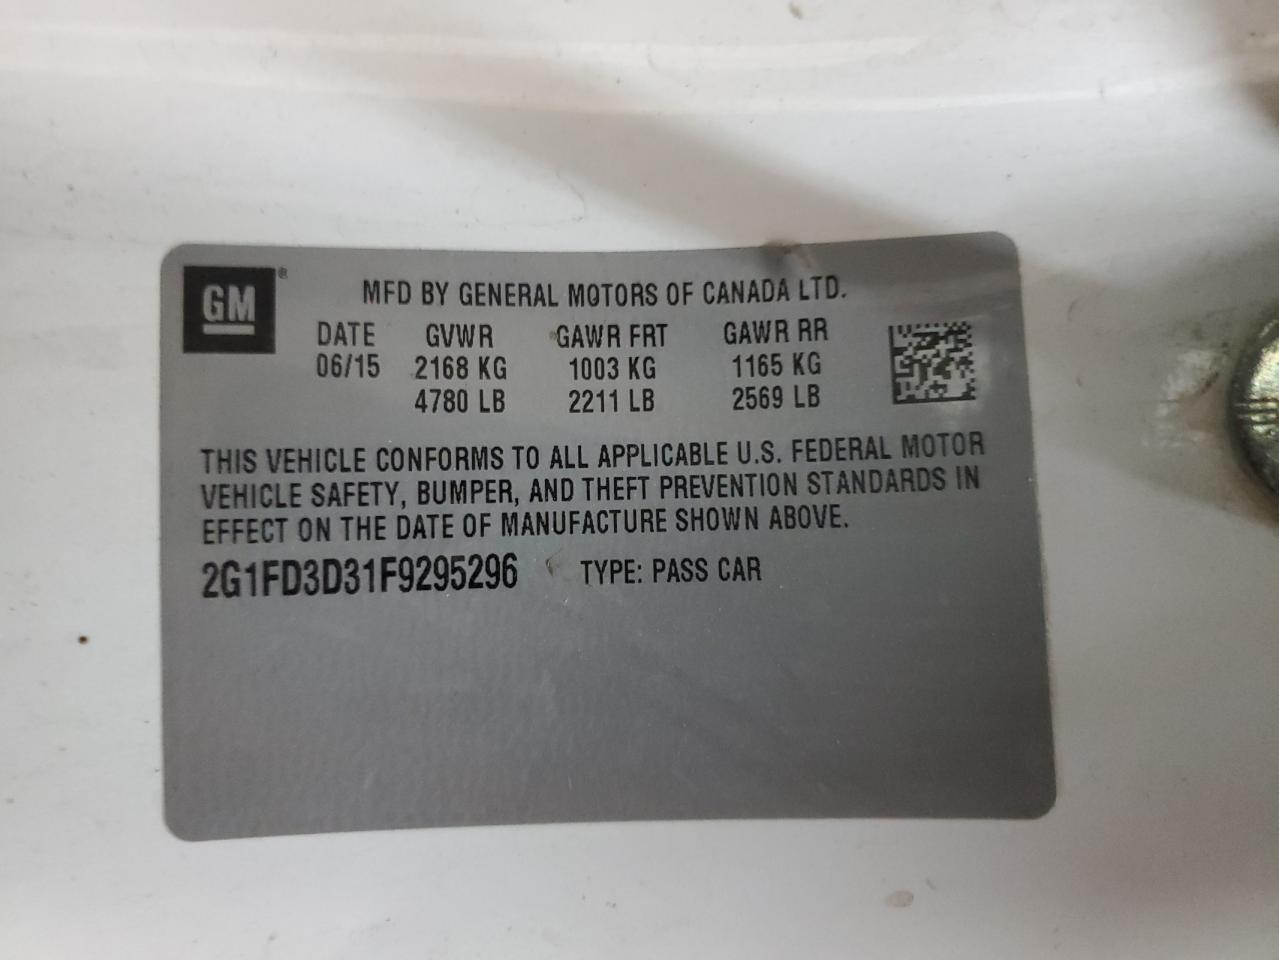 GM ®
MFD BY GENERAL MOTORS OF CANADA LTD.
DATE GVWR GAWR FRT GAWR RR
06/15 2168 KG 1003 KG 1165 KG
4780 LB 2211 LB 2569 LB
THIS VEHICLE CONFORMS TO ALL APPLICABLE U.S. FEDERAL MOTOR
VEHICLE SAFETY, BUMPER, AND THEFT PREVENTION STANDARDS IN
EFFECT ON THE DATE OF MANUFACTURE SHOWN ABOVE.
2G1FD3D31F9295296 TYPE: PASS CAR